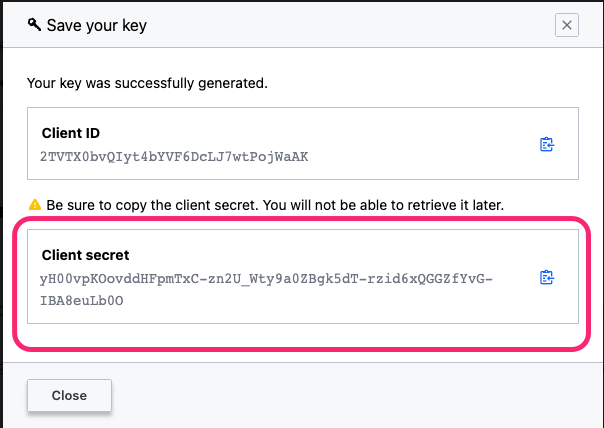 Save your key
Your key was successfully generated.
Client ID
2TVTX0bvQIyt4bYVF6DcLJ7wtPojWaAK
Be sure to copy the client secret. You will not be able to retrieve it later.
Client secret
yH00vpKOovddHFpmTxC-zn2U_Wty9a0ZBgk5dT-rzid6xQGGZfYvG-
IBA8euLb0O
Close